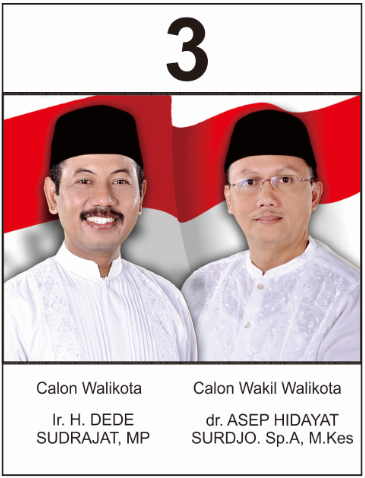 3
Calon Walikota
Ir. H. DEDE
SUDRAJAT, MP
Calon Wakil Walikota
dr. ASEP HIDAYAT
SURDJO. Sp.A, M.Kes